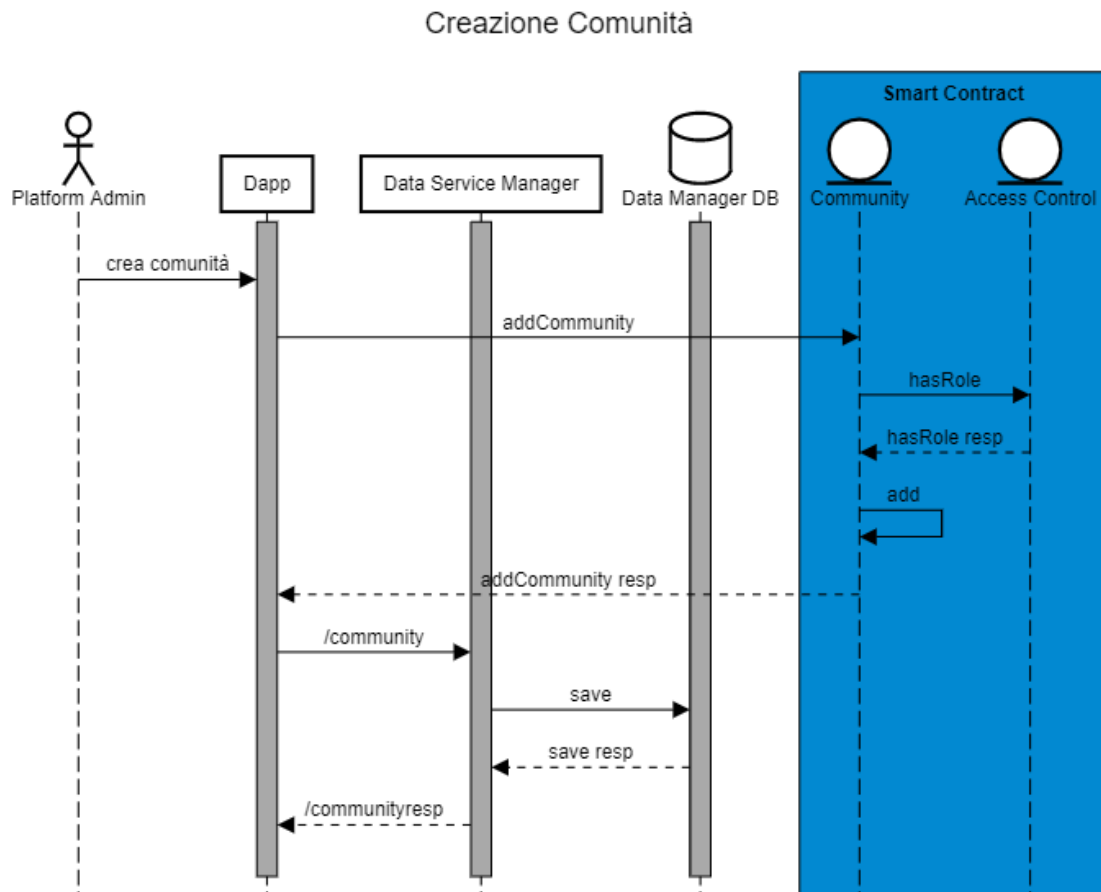 Creazione Comunità
Smart Contract
Platform Admin
Dapp
Data Service Manager
Data Manager DB
Community
Access Control
crea comunità
addCommunity
hasRole
hasRole resp
add
addCommunity resp
/community
save
save resp
/communityresp